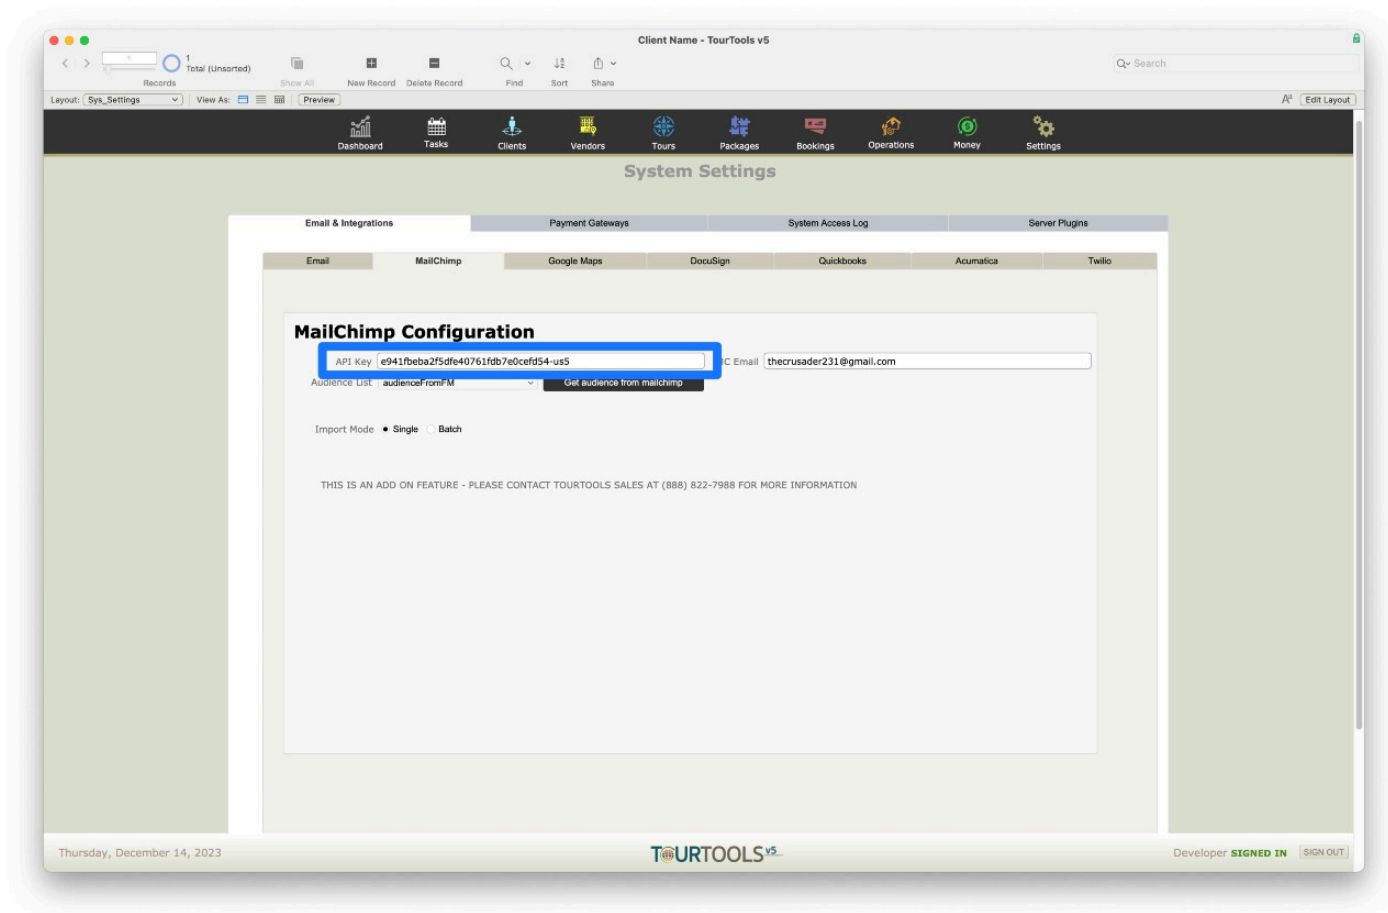 Client Name - TourTools v5
1
Total (Unsorted)
Records
Show All
New Record
Delete Record
Find
Sort
Share
Search
Layout: Sys_Settings
View As:
Preview
Edit Layout
Dashboard
Tasks
Clients
Vendors
Tours
Packages
Bookings
Operations
Money
Settings
System Settings
Email & Integrations
Payment Gateways
System Access Log
Server Plugins
Email
MailChimp
Google Maps
DocuSign
Quickbooks
Acumatica
Twilio
MailChimp Configuration
API Key e941fbeba2f5dfe40761fdb7e0cefd54-us5
C Email thecrusader231@gmail.com
Audience List audienceFromFM
Get audience from mailchimp
Import Mode Single Batch
THIS IS AN ADD ON FEATURE - PLEASE CONTACT TOURTOOLS SALES AT (888) 822-7988 FOR MORE INFORMATION
Thursday, December 14, 2023
TOURTOOLS v5
Developer SIGNED IN
SIGN OUT